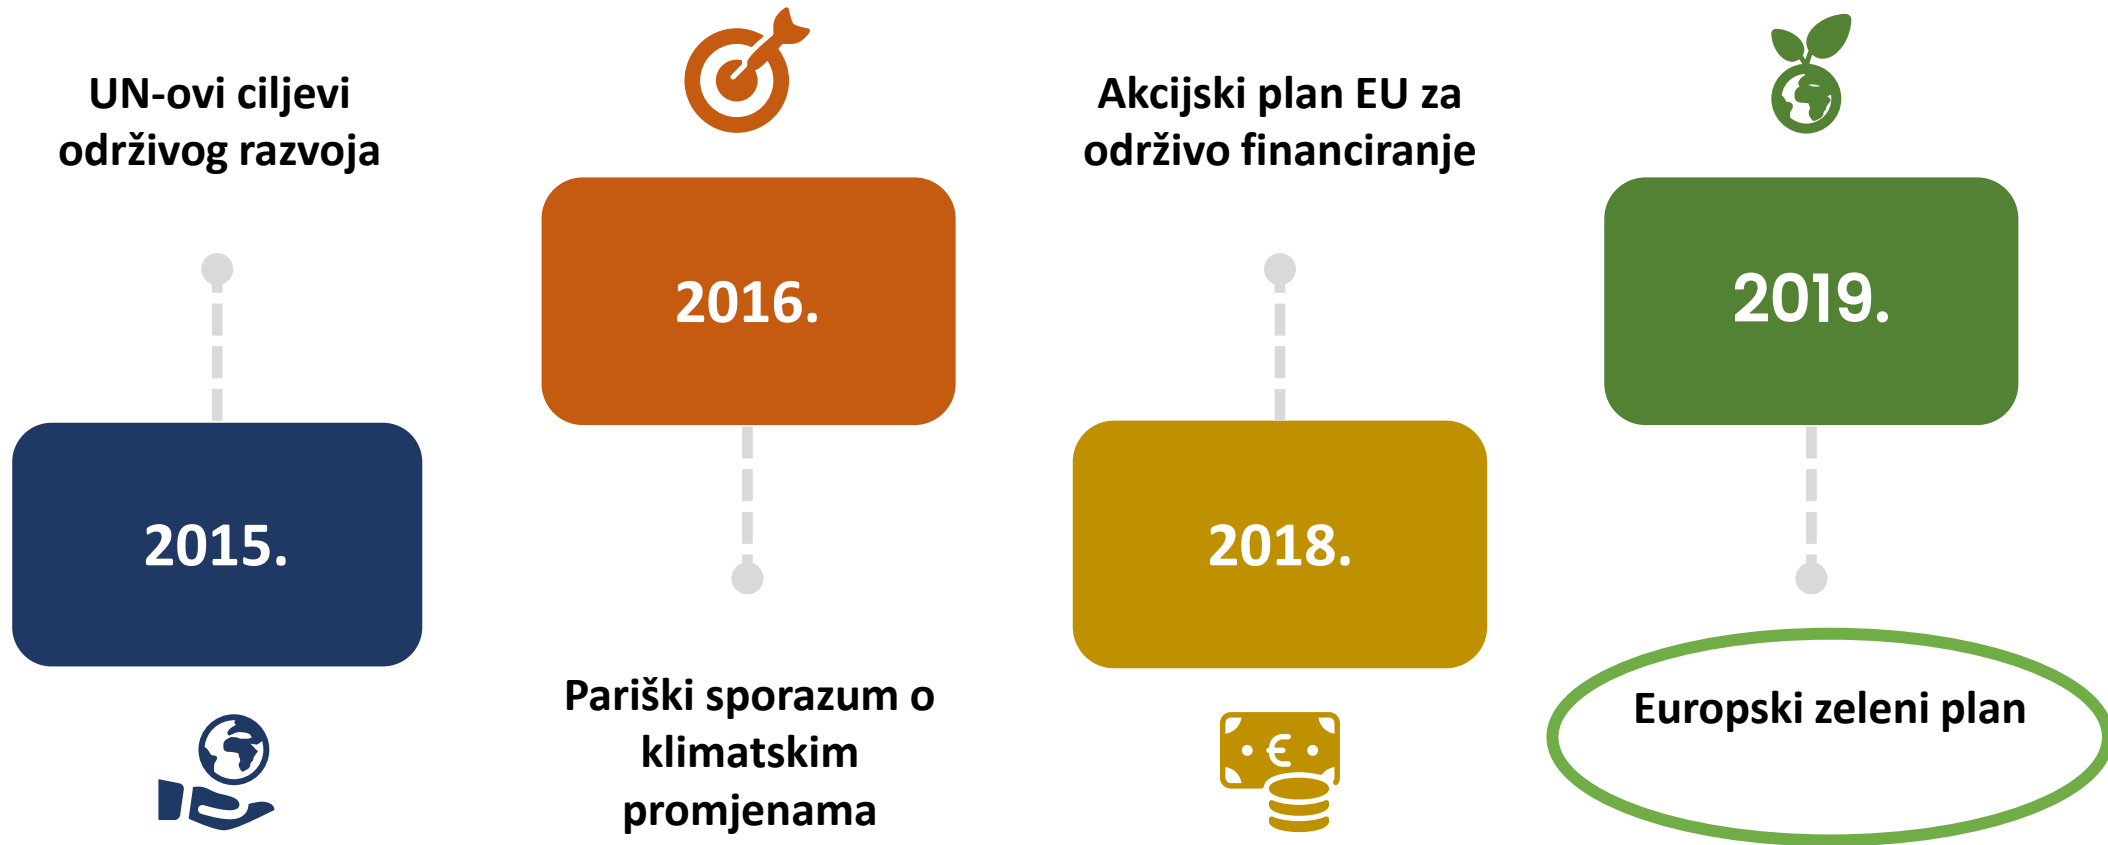 UN-ovi ciljevi
održivog razvoja
2015.
2016.
Pariški sporazum o
klimatskim
promjenama
Akcijski plan EU za
održivo financiranje
2018.
2019.
Europski zeleni plan